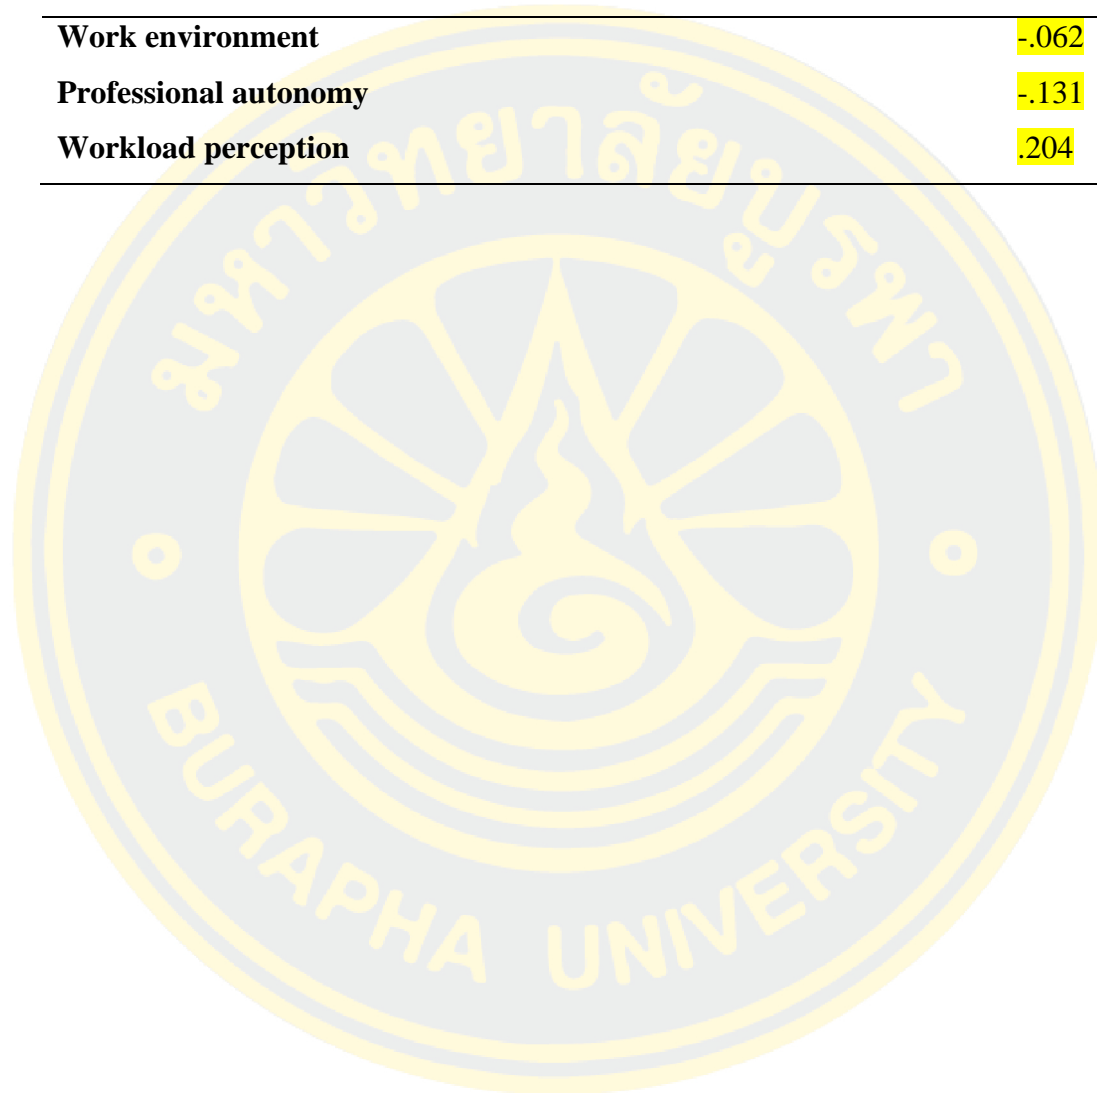 Work environment -.062
Professional autonomy -.131
Workload perception .204
มหาวิทยาลัยบูรพา
BURAPHA UNIVERSITY